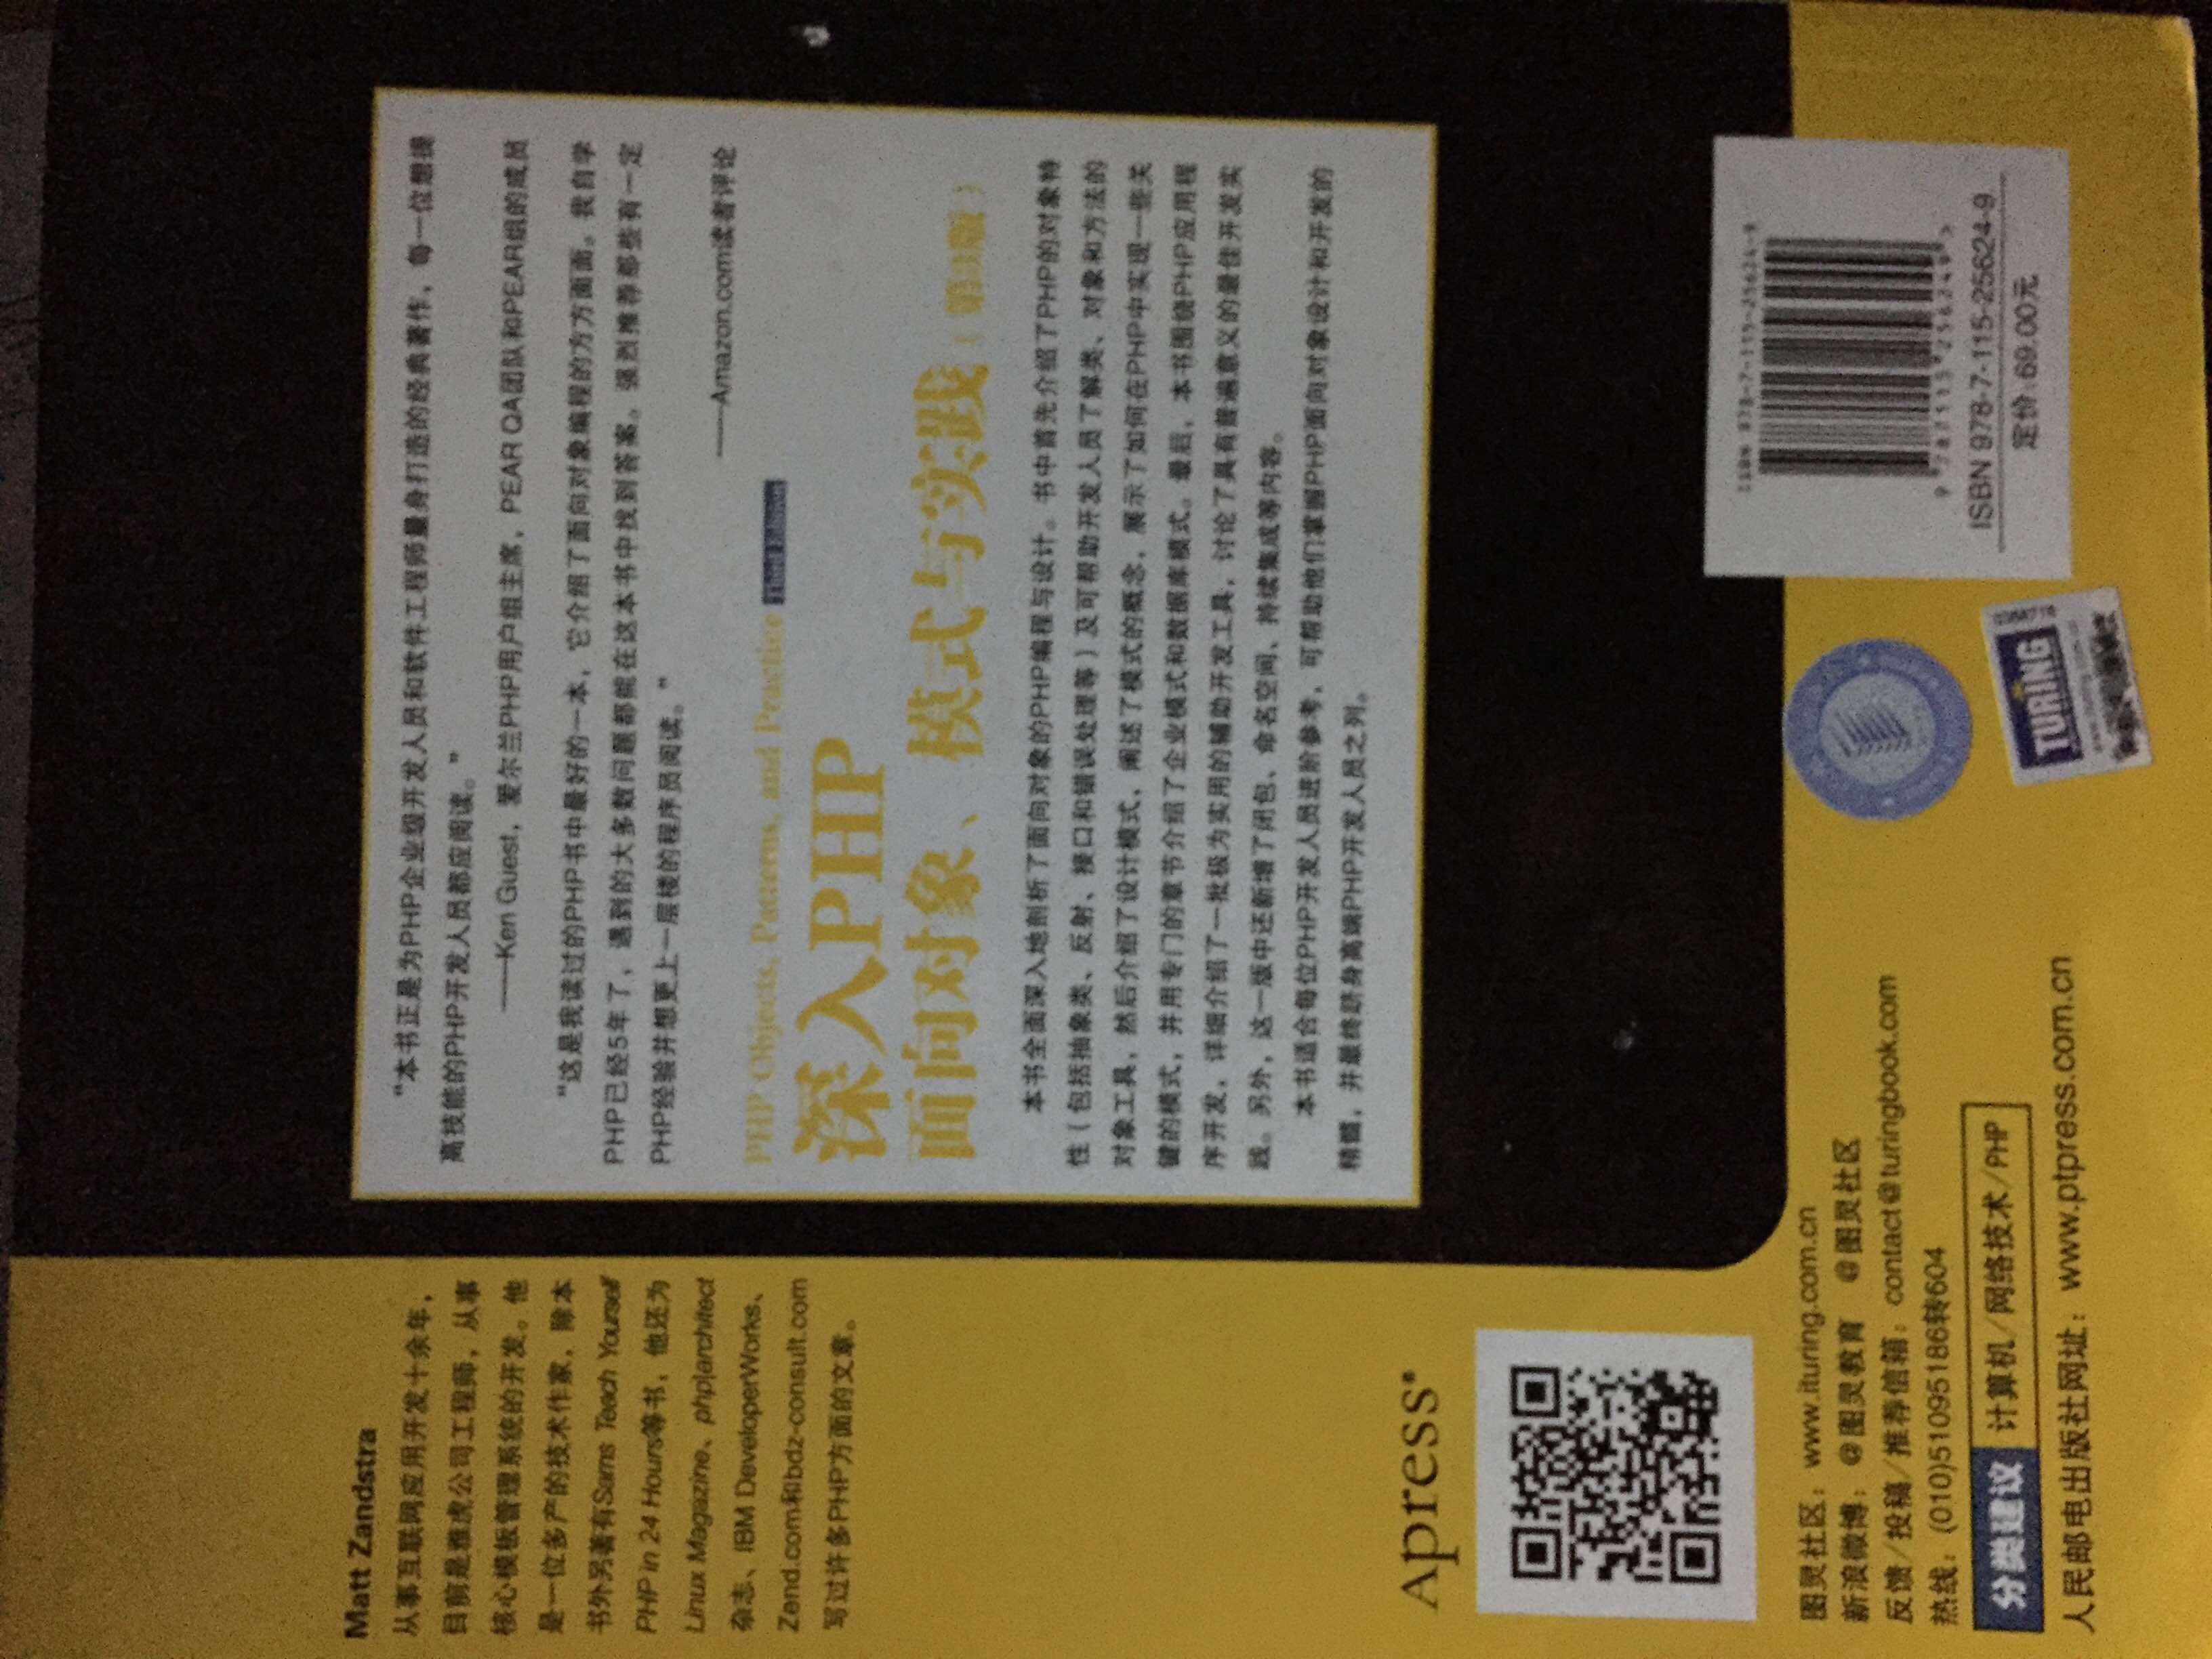 Matt Zandstra
从事互联网应用开发十余年，
目前是雅虎公司工程师，从事
核心模板管理系统的开发。他
是一位多产的技术作家，除本
书外另著有Sams Teach Yourself
PHP in 24 Hours等书，他还为
Linux Magazine、php|architect
杂志、IBM DeveloperWorks、
Zend.com和bdz-consult.com
写过许多PHP方面的文章。
“本书正是为PHP企业级开发人员和软件工程师量身打造的经典著作，每一位想提
高技能的PHP开发人员都应阅读。”
——Ken Guest，爱尔兰PHP用户组主席，PEAR QA团队和PEAR组的成员
“这是我读过的PHP书中最好的一本，它介绍了面向对象编程的方方面面。我自学
PHP已经5年了，遇到的大多数问题都能在这本书中找到答案。强烈推荐那些有一定
PHP经验并想更上一层楼的程序员阅读。”
——Amazon.com读者评论
PHP Objects, Patterns, and Practice Third Edition
深入PHP
面向对象、模式与实践（第3版）
本书全面深入地剖析了面向对象的PHP编程与设计。书中首先介绍了PHP的对象特
性（包括抽象类、反射、接口和错误处理等）及可帮助开发人员了解类、对象和方法的
对象工具，然后介绍了设计模式，阐述了模式的概念，展示了如何在PHP中实现一些关
键的模式，并用专门的章节介绍了企业模式和数据库模式。最后，本书围绕PHP应用程
序开发，详细介绍了一批极为实用的辅助开发工具，讨论了具有普遍意义的最佳开发实
践。另外，这一版中还新增了闭包、命名空间、持续集成等内容。
本书适合每位PHP开发人员进阶参考，可帮助他们掌握PHP面向对象设计和开发的
精髓，并最终跻身高端PHP开发人员之列。
Apress®
图灵社区：www.ituring.com.cn
新浪微博：@图灵教育 @图灵社区
反馈/投稿/推荐信箱：contact@turingbook.com
热线：(010)51095186转604
分类建议 计算机/网络技术/PHP
人民邮电出版社网址：www.ptpress.com.cn
TURING
www.ituring.com.cn
ISBN 978-7-115-25624-9
9 787115 256249 >
ISBN 978-7-115-25624-9
定价：69.00元